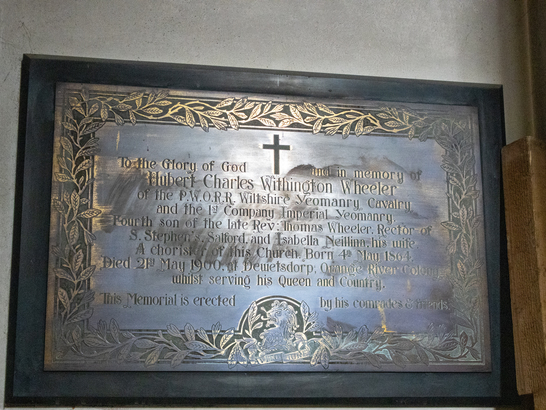 To the Glory of God and in memory of
Hubert Charles Withington Wheeler
of the P.W.O.R.R. Wiltshire Yeomanry Cavalry,
and the 1st Company Imperial Yeomanry,
Fourth son of the late Rev: Thomas Wheeler, Rector of
S. Stephen's, Salford, and Isabella Neillina, his wife
A chorister of this Church. Born 4th May 1864.
Died 21st May 1900, at Dewetsdorp, Orange River Colony
whilst serving his Queen and Country.
This Memorial is erected by his comrades & friends.